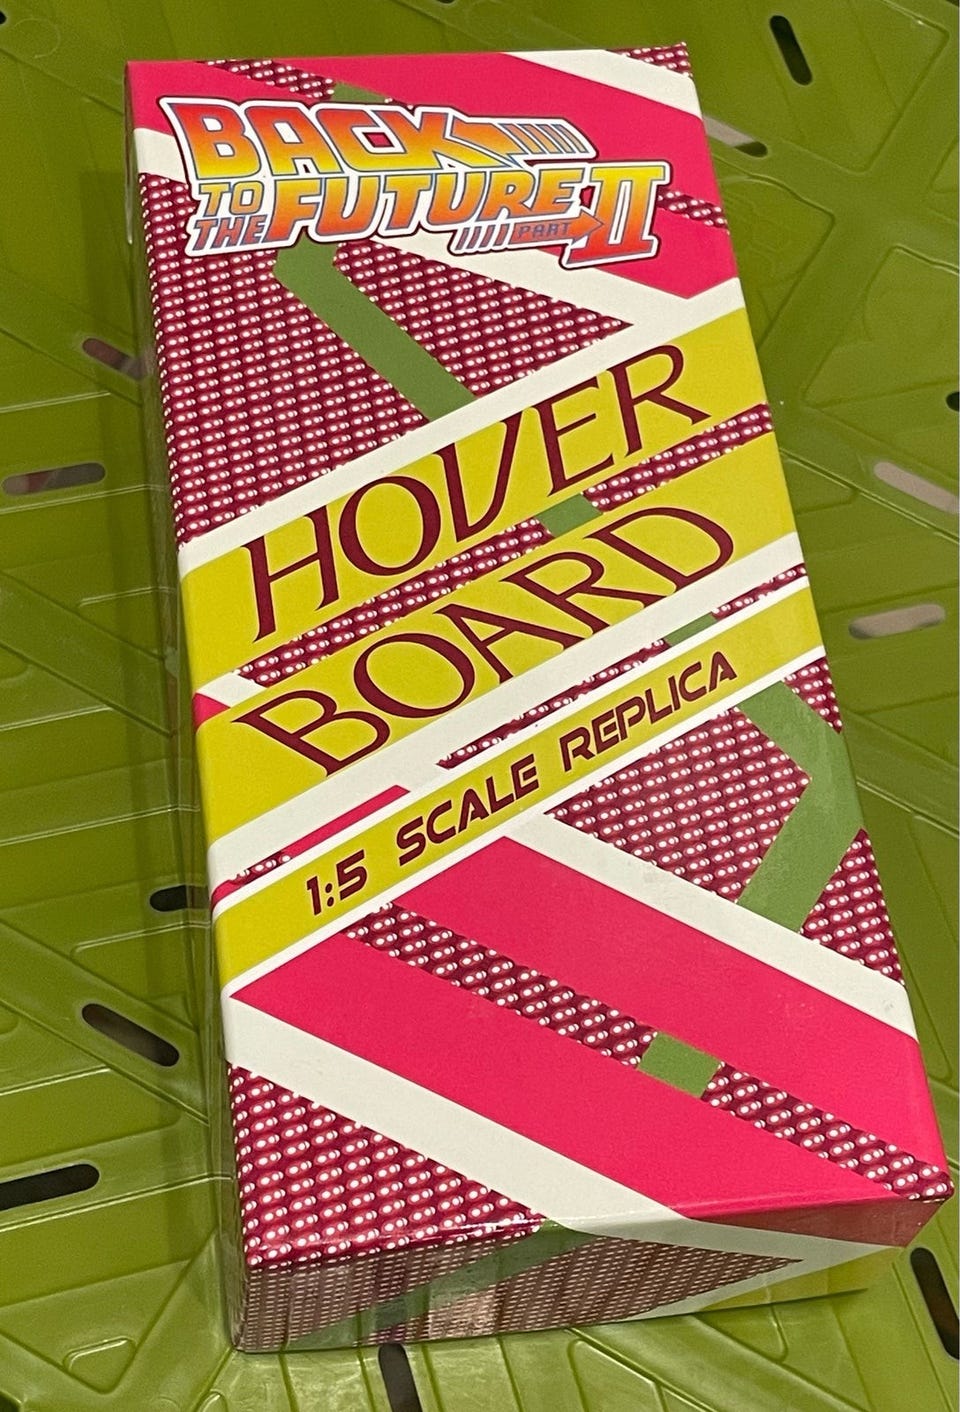 BACK
TO THE FUTURE
PART II
HOVER
BOARD
1:5 SCALE REPLICA